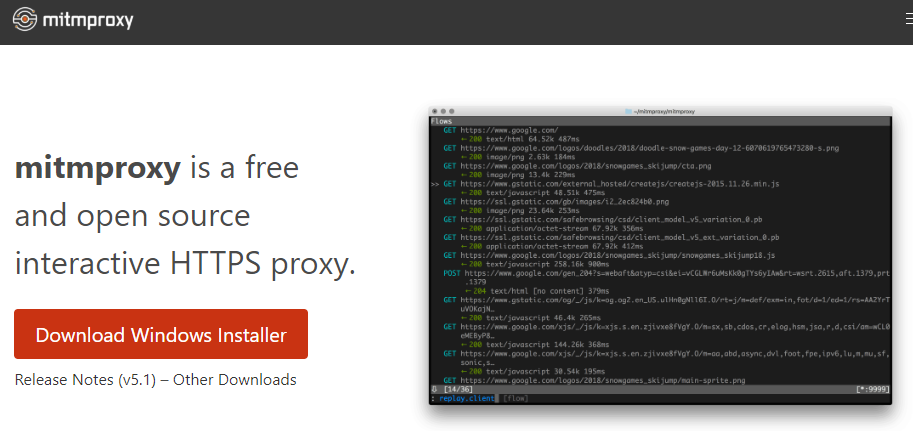 mitmproxy
mitmproxy is a free
and open source
interactive HTTPS proxy.
Download Windows Installer
Release Notes (v5.1) – Other Downloads
~/mitmproxy/mitmproxy
Flows
GET https://www.google.com/
← 200 text/html 64.52k 487ms
GET https://www.google.com/logos/doodles/2018/doodle-snow-games-day-12-6070619765473280-s.png
← 200 image/png 2.63k 184ms
GET https://www.google.com/logos/2018/snowgames_skijump/cta.png
← 200 image/png 13.4k 229ms
>> GET https://www.gstatic.com/external_hosted/createjs/createjs-2015.11.26.min.js
← 200 text/javascript 48.51k 475ms
GET https://ssl.gstatic.com/gb/images/i2_2ec824b0.png
← 200 image/png 23.64k 253ms
GET https://ssl.gstatic.com/safebrowsing/csd/client_model_v5_variation_0.pb
← 200 application/octet-stream 67.92k 356ms
GET https://ssl.gstatic.com/safebrowsing/csd/client_model_v5_ext_variation_0.pb
← 200 application/octet-stream 67.92k 412ms
GET https://www.google.com/logos/2018/snowgames_skijump/snowgames_skijump18.js
← 200 text/javascript 258.16k 900ms
POST https://www.google.com/gen_204?s=webaft&atyp=csi&ei=vCGLWr6uMsKk0gTYs6yIAw&rt=wsrt.2615,aft.1379,prt
.1379
← 204 text/html [no content] 379ms
GET https://www.gstatic.com/og/_/js/k=og.og2.en_US.ulHn0gNll6I.O/rt=j/m=def/exm=in,fot/d=1/ed=1/rs=AA2YrT
uVOKajN…
← 200 text/javascript 46.4k 265ms
GET https://www.google.com/xjs/_/js/k=xjs.s.en.zjivxe8fVgY.O/m=sx,sb,cdos,cr,elog,hsm,jsa,r,d,csi/am=wCL0
eMEByP8…
← 200 text/javascript 144.26k 368ms
GET https://www.google.com/xjs/_/js/k=xjs.s.en.zjivxe8fVgY.O/m=aa,abd,async,dvl,foot,fpe,ipv6,lu,m,mu,sf,
sonic,s…
← 200 text/javascript 30.54k 195ms
GET https://www.google.com/logos/2018/snowgames_skijump/main-sprite.png
⇩ [14/36] [*:9999]
: replay.client [flow]